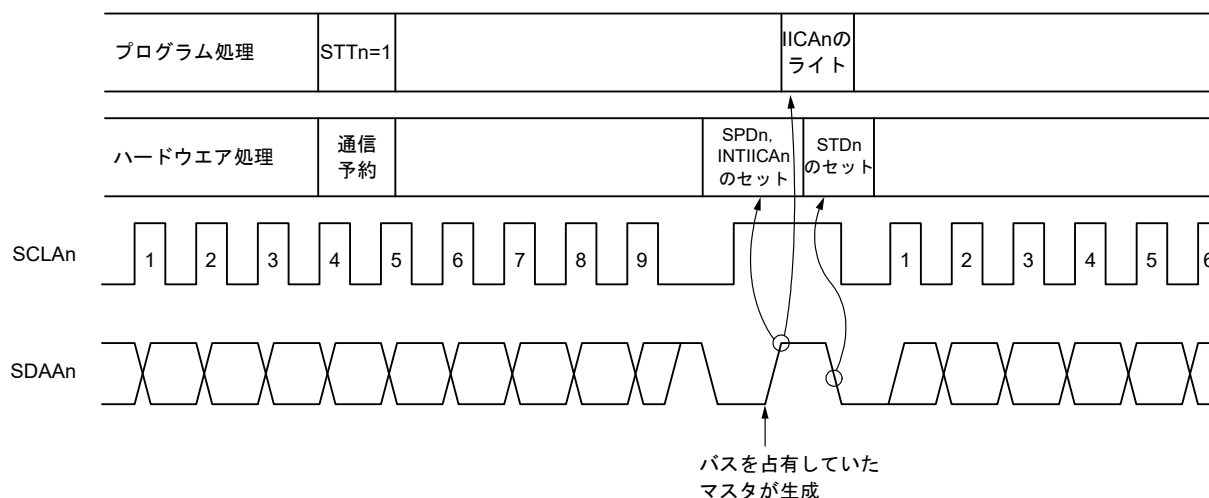 プログラム処理
STTn=1
IICAnの
ライト
ハードウエア処理
通信
予約
SPDn,
INTIICAn
のセット
STDn
のセット
SCLAn
1 2 3 4 5 6 7 8 9 1 2 3 4 5 6
SDAAn
バスを占有していた
マスタが生成